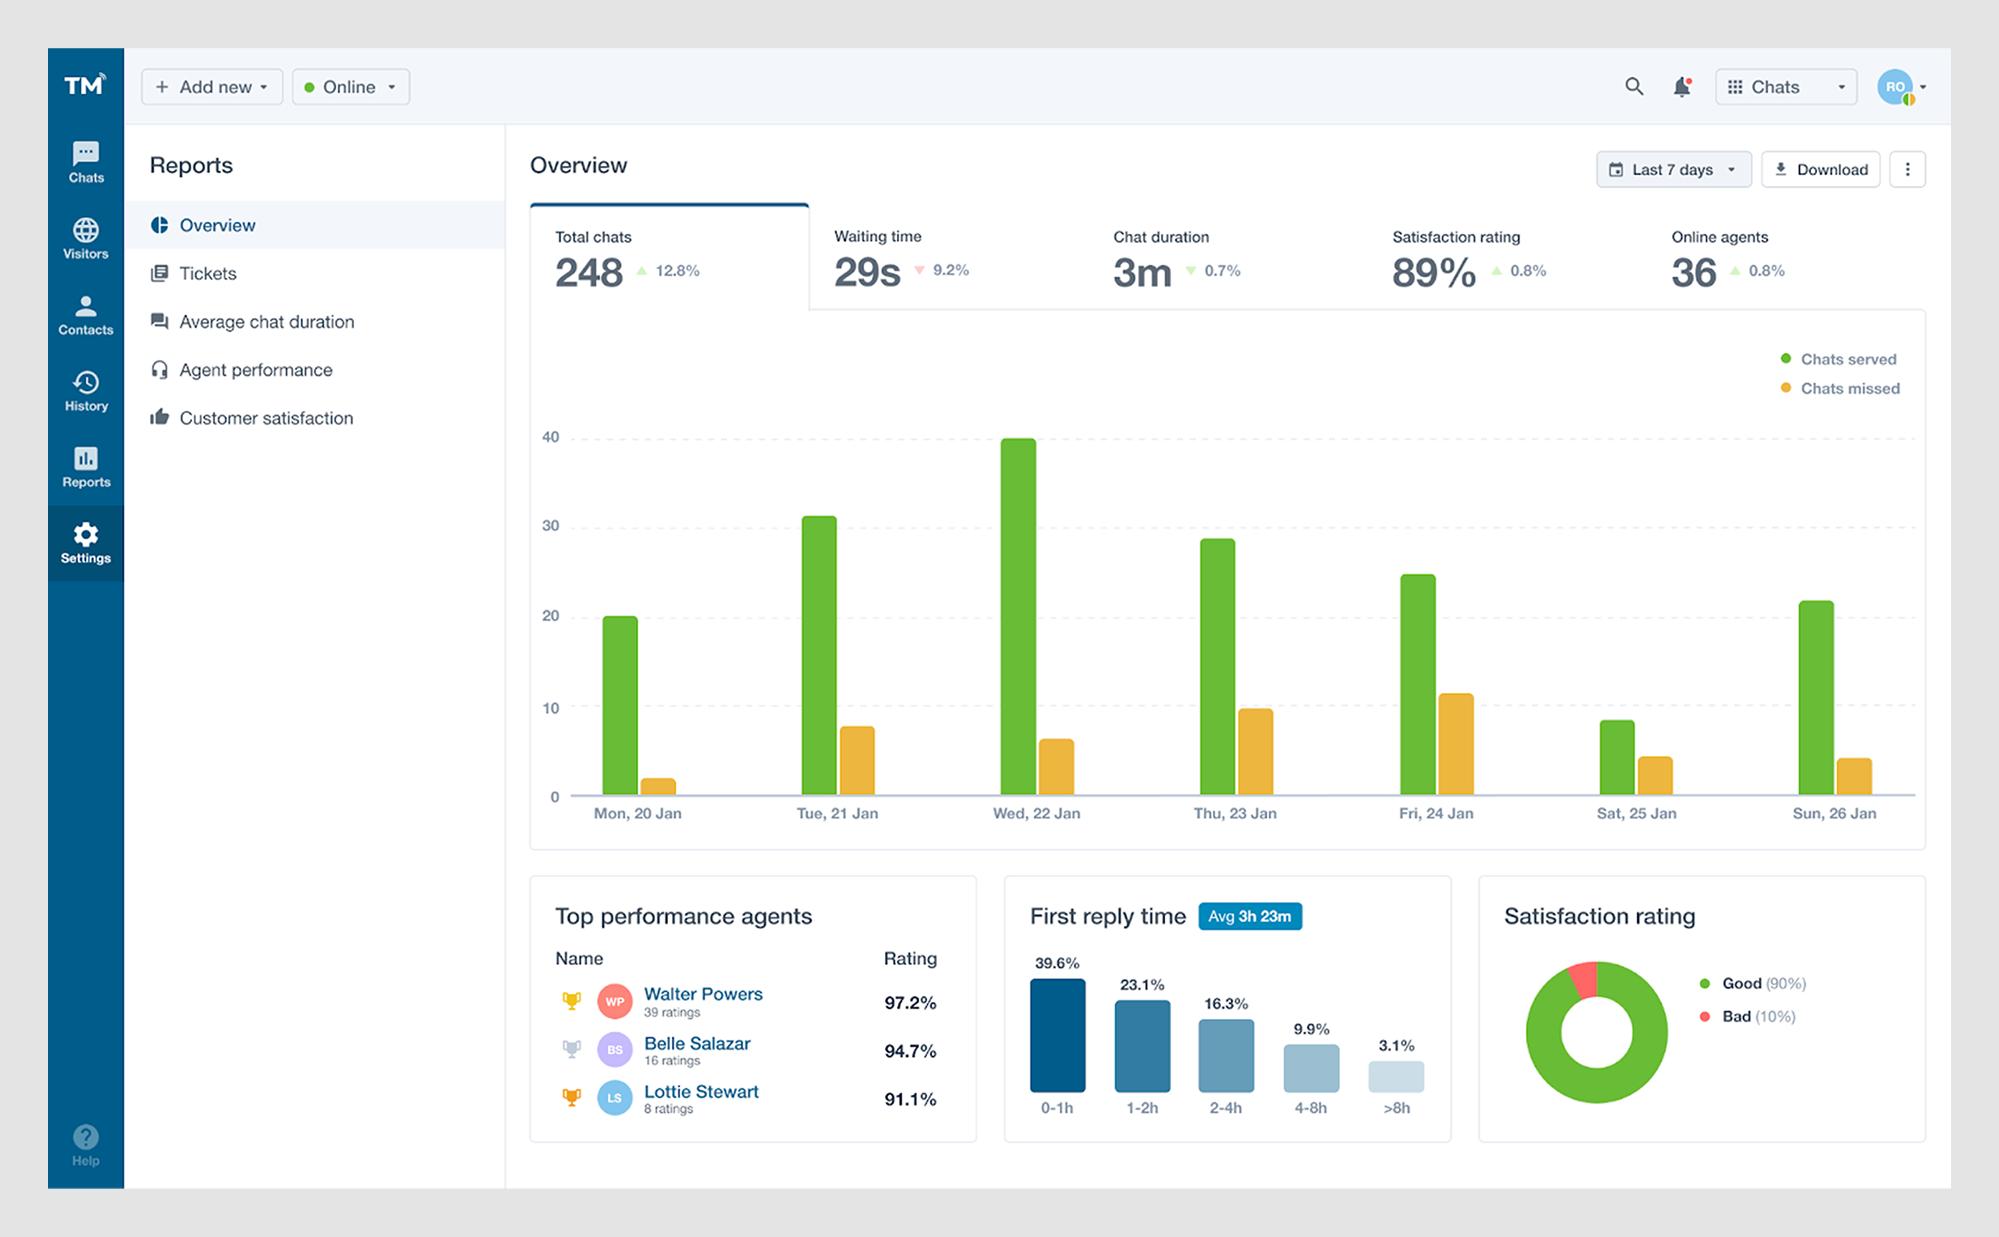 TM
+ Add new
Online
Chats
RO
Chats
Visitors
Contacts
History
Reports
Settings
Help
Reports
Overview
Tickets
Average chat duration
Agent performance
Customer satisfaction
Overview
Last 7 days
Download
Total chats
248 12.8%
Waiting time
29s 9.2%
Chat duration
3m 0.7%
Satisfaction rating
89% 0.8%
Online agents
36 0.8%
Chats served
Chats missed
40
30
20
10
0
Mon, 20 Jan
Tue, 21 Jan
Wed, 22 Jan
Thu, 23 Jan
Fri, 24 Jan
Sat, 25 Jan
Sun, 26 Jan
Top performance agents
Name Rating
WP Walter Powers 97.2%
39 ratings
BS Belle Salazar 94.7%
16 ratings
LS Lottie Stewart 91.1%
8 ratings
First reply time Avg 3h 23m
39.6%
23.1%
16.3%
9.9%
3.1%
0-1h
1-2h
2-4h
4-8h
>8h
Satisfaction rating
Good (90%)
Bad (10%)